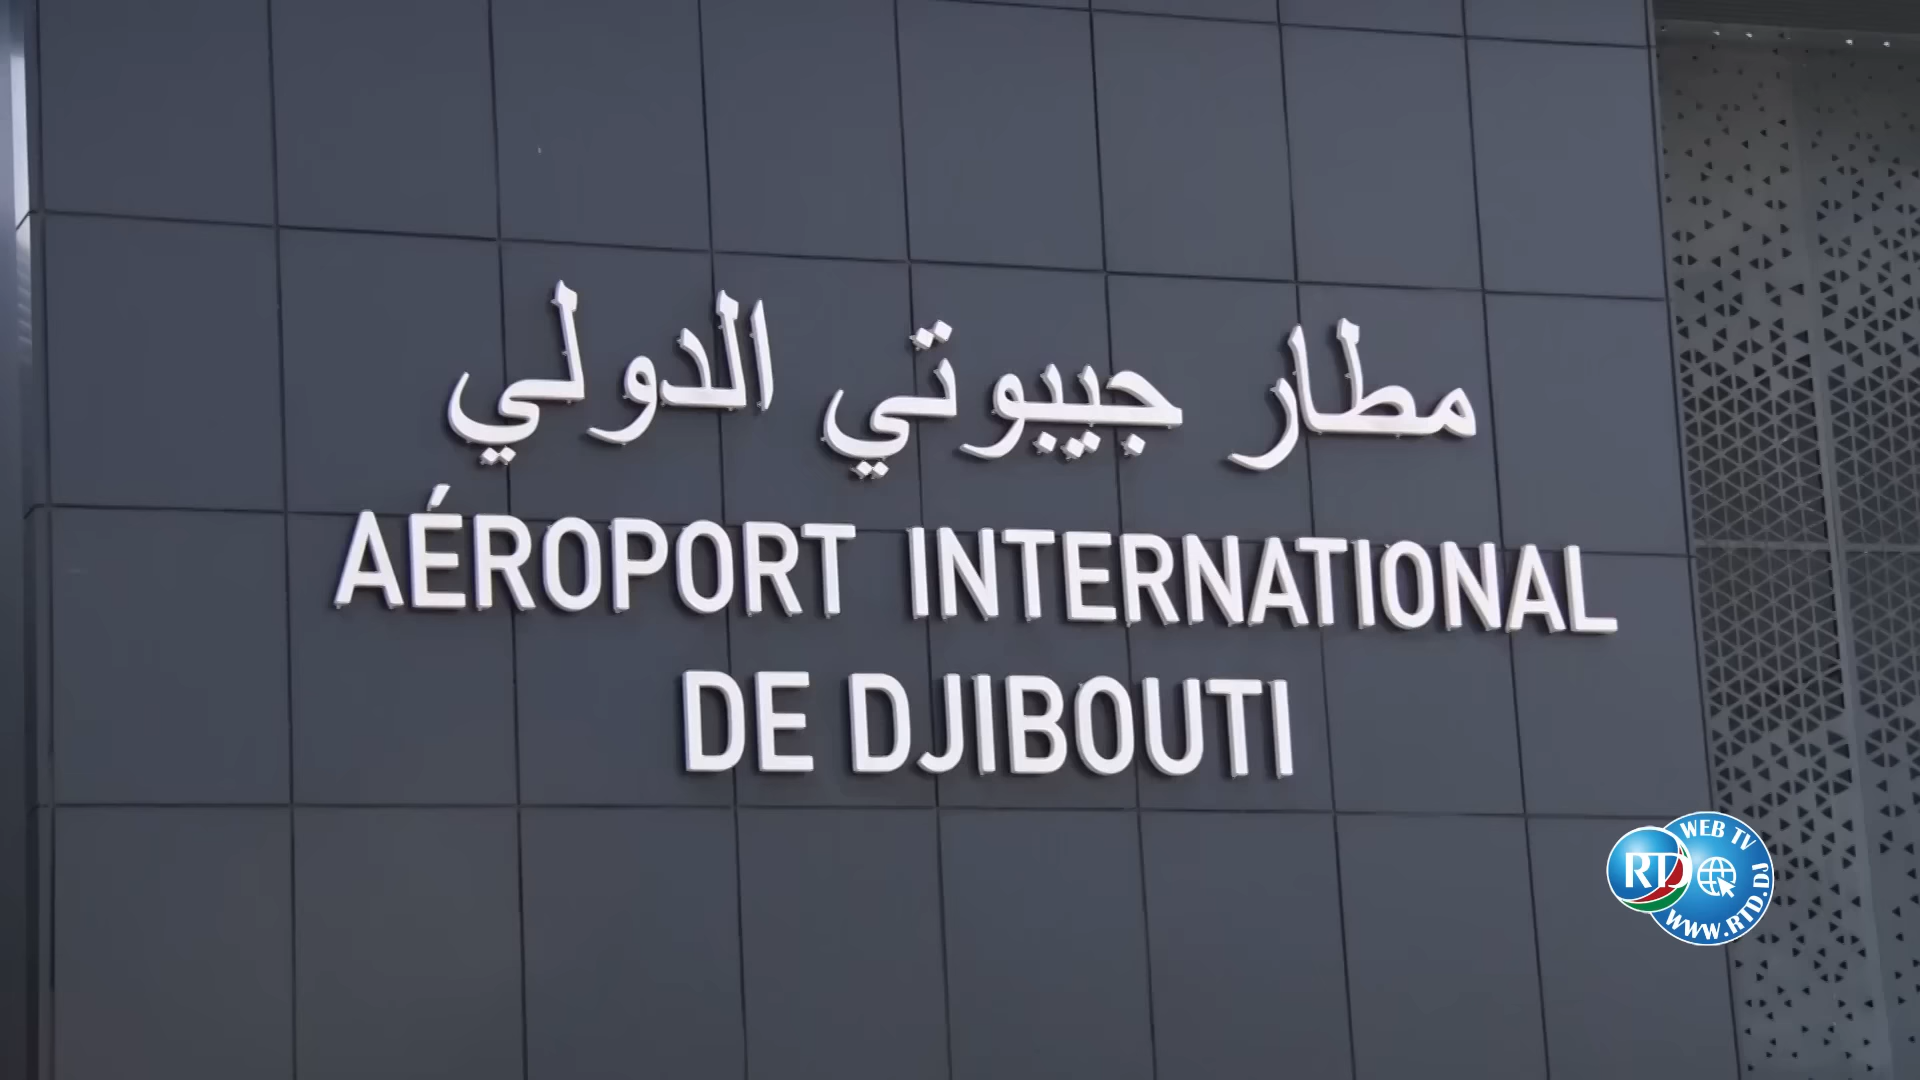 مطار جيبوتي الدولي
AÉROPORT INTERNATIONAL
DE DJIBOUTI
WEB TV
RTD
WWW.RTD.DJ